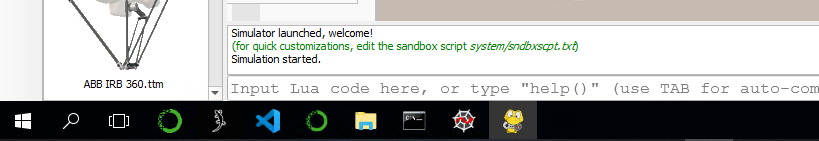 Simulator launched, welcome!
(for quick customizations, edit the sandbox script system/sndbxscpt.txt)
Simulation started.
ABB IRB 360.ttm
Input Lua code here, or type "help()" (use TAB for auto-com